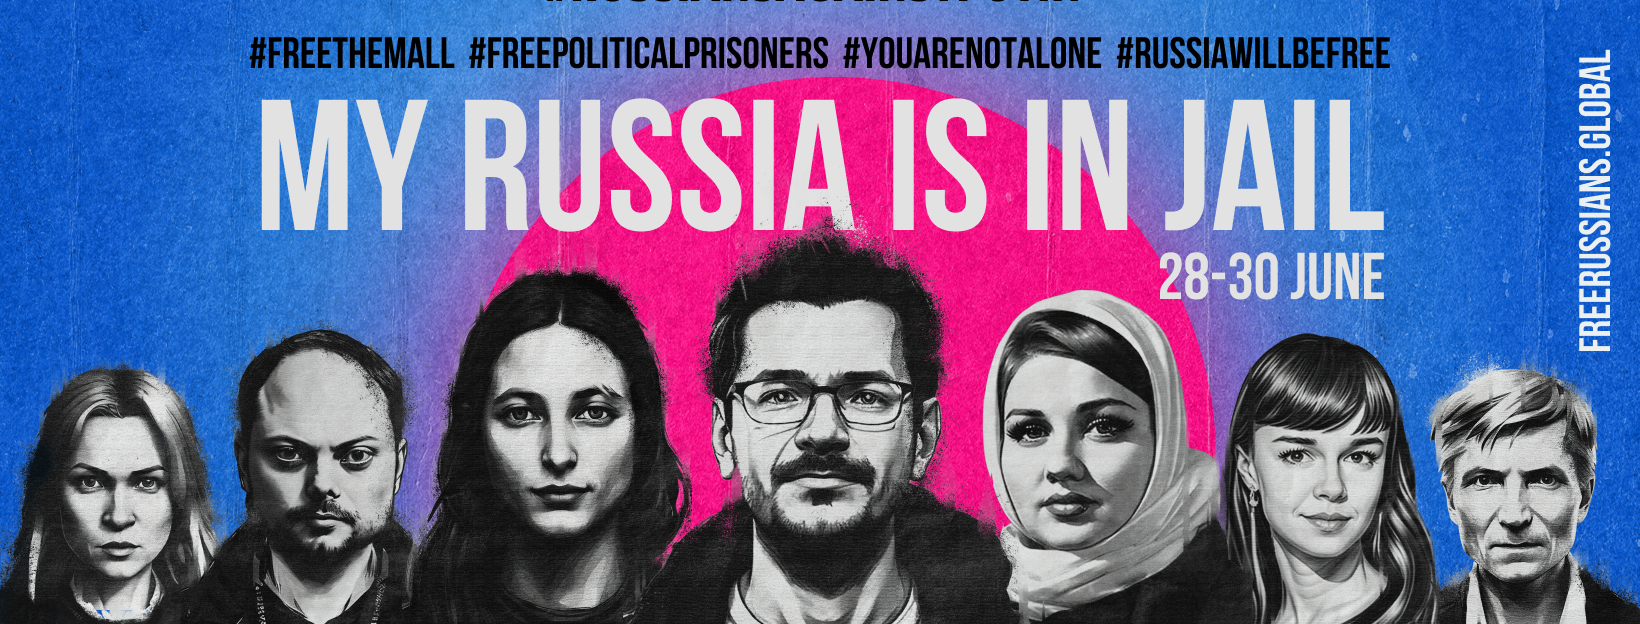 #FREETHEMALL #FREEPOLITICALPRISONERS #YOUARENOTALONE #RUSSIAWILLBEFREE
MY RUSSIA IS IN JAIL
28-30 JUNE
FREERUSSIANS.GLOBAL